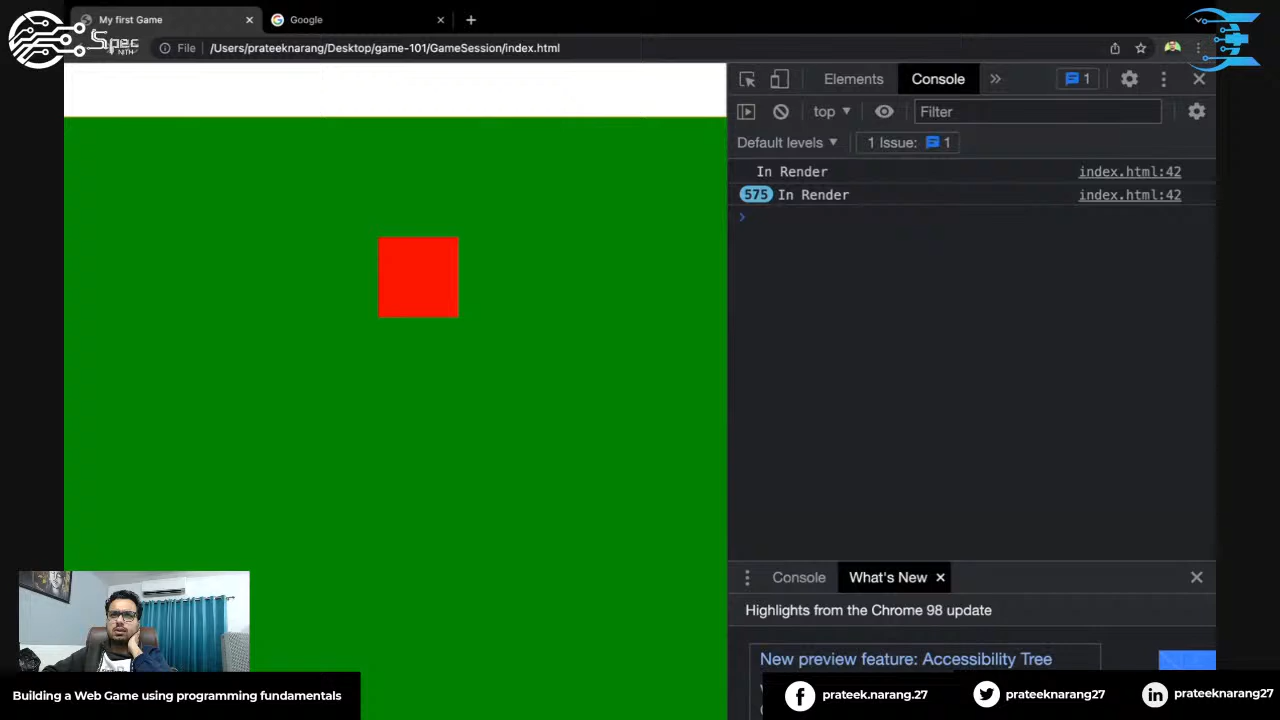 My first Game
Google
Spec
NITH
File
/Users/prateeknarang/Desktop/game-101/GameSession/index.html
Elements
Console
1
top
Filter
Default levels
1 Issue: 1
In Render
index.html:42
575 In Render
index.html:42
Console
What's New
Highlights from the Chrome 98 update
New preview feature: Accessibility Tree
Building a Web Game using programming fundamentals
prateek.narang.27
prateeknarang27
prateeknarang27